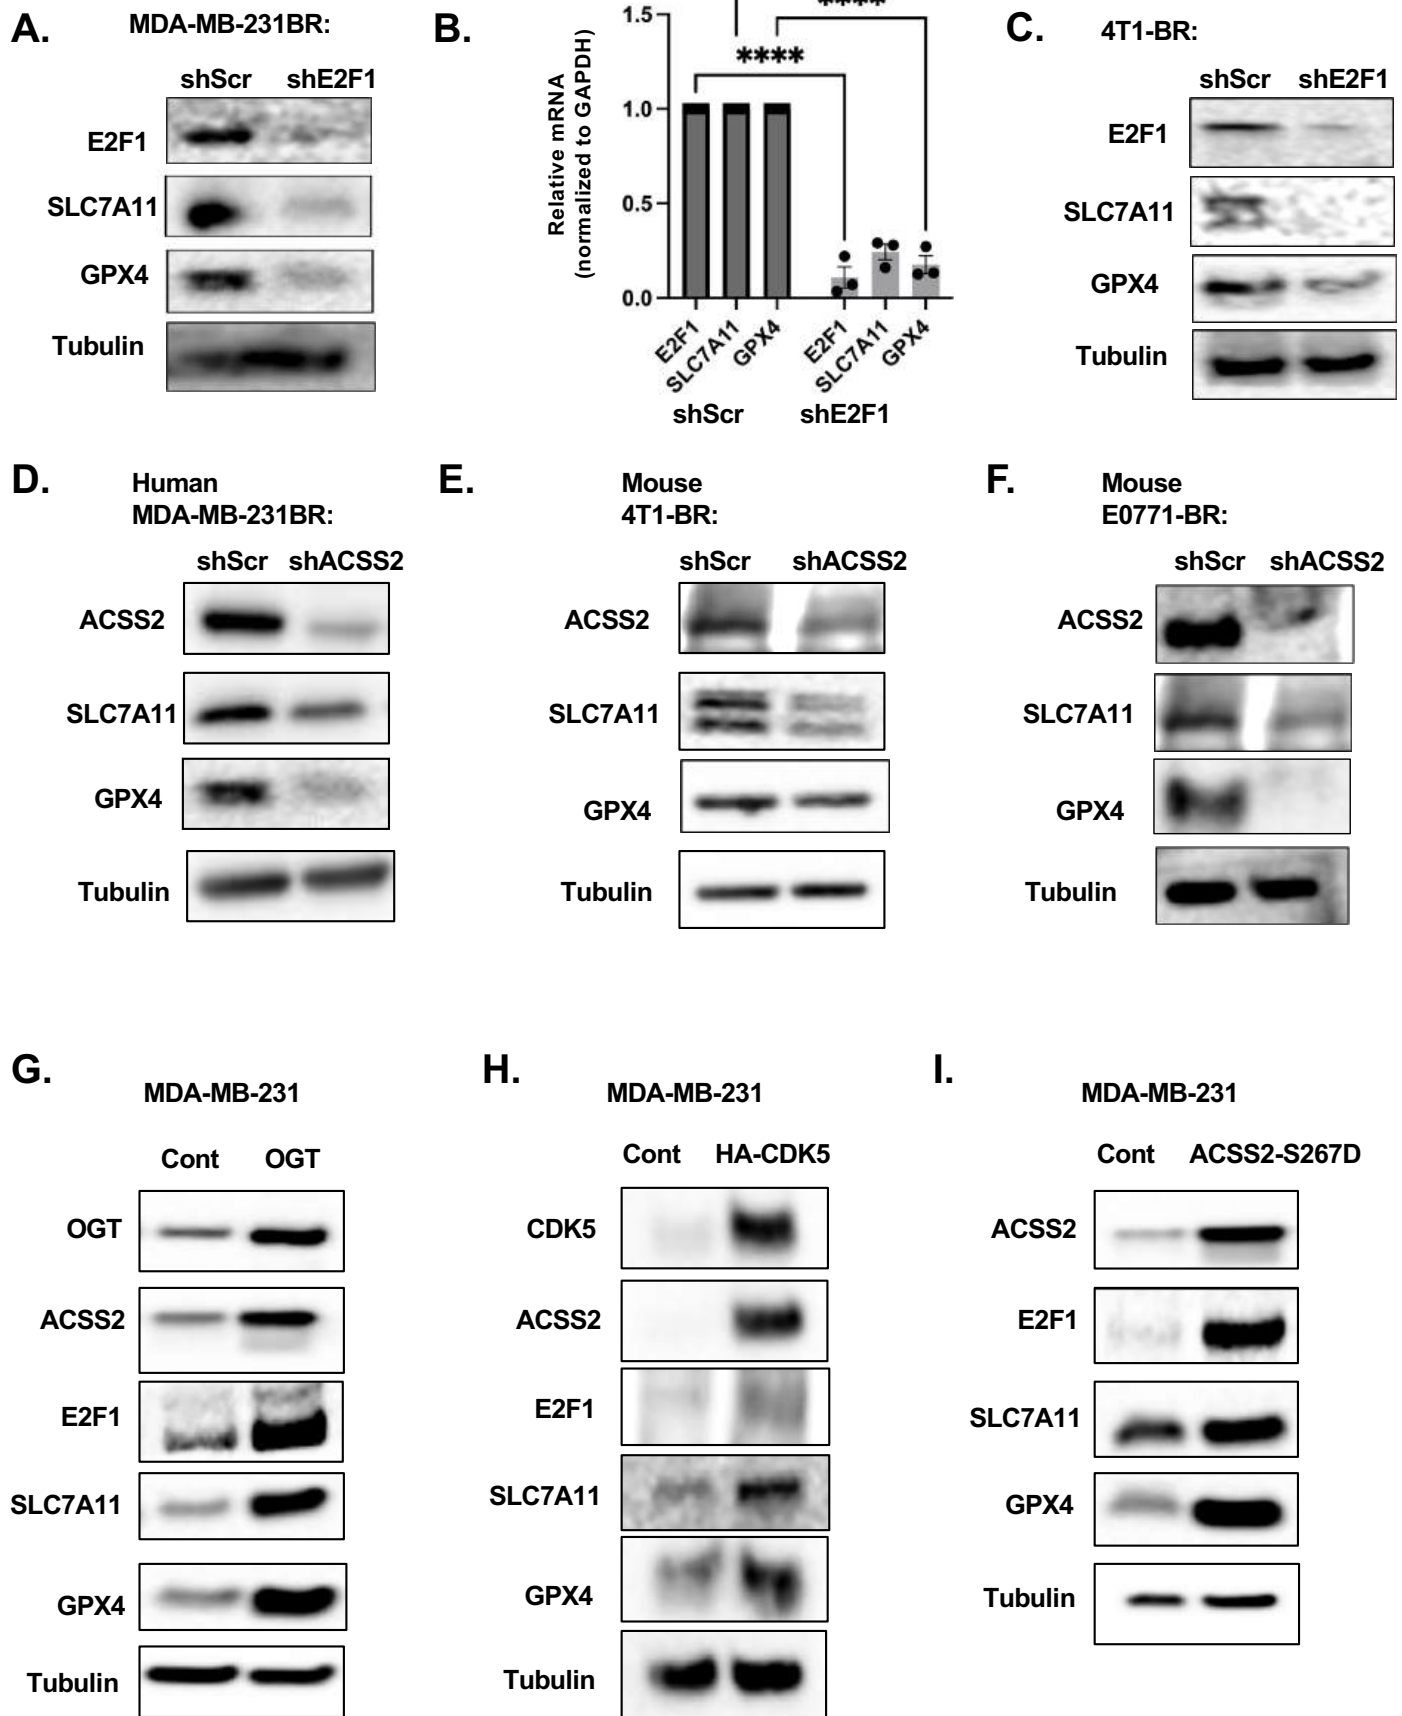 A.
MDA-MB-231BR:
shScr shE2F1
E2F1
SLC7A11
GPX4
Tubulin
B.
****
****
Relative mRNA
(normalized to GAPDH)
1.5
1.0
0.5
0.0
E2F1 SLC7A11 GPX4 E2F1 SLC7A11 GPX4
shScr shE2F1
C.
4T1-BR:
shScr shE2F1
E2F1
SLC7A11
GPX4
Tubulin
D.
Human
MDA-MB-231BR:
shScr shACSS2
ACSS2
SLC7A11
GPX4
Tubulin
E.
Mouse
4T1-BR:
shScr shACSS2
ACSS2
SLC7A11
GPX4
Tubulin
F.
Mouse
E0771-BR:
shScr shACSS2
ACSS2
SLC7A11
GPX4
Tubulin
G.
MDA-MB-231
Cont OGT
OGT
ACSS2
E2F1
SLC7A11
GPX4
Tubulin
H.
MDA-MB-231
Cont HA-CDK5
CDK5
ACSS2
E2F1
SLC7A11
GPX4
Tubulin
I.
MDA-MB-231
Cont ACSS2-S267D
ACSS2
E2F1
SLC7A11
GPX4
Tubulin